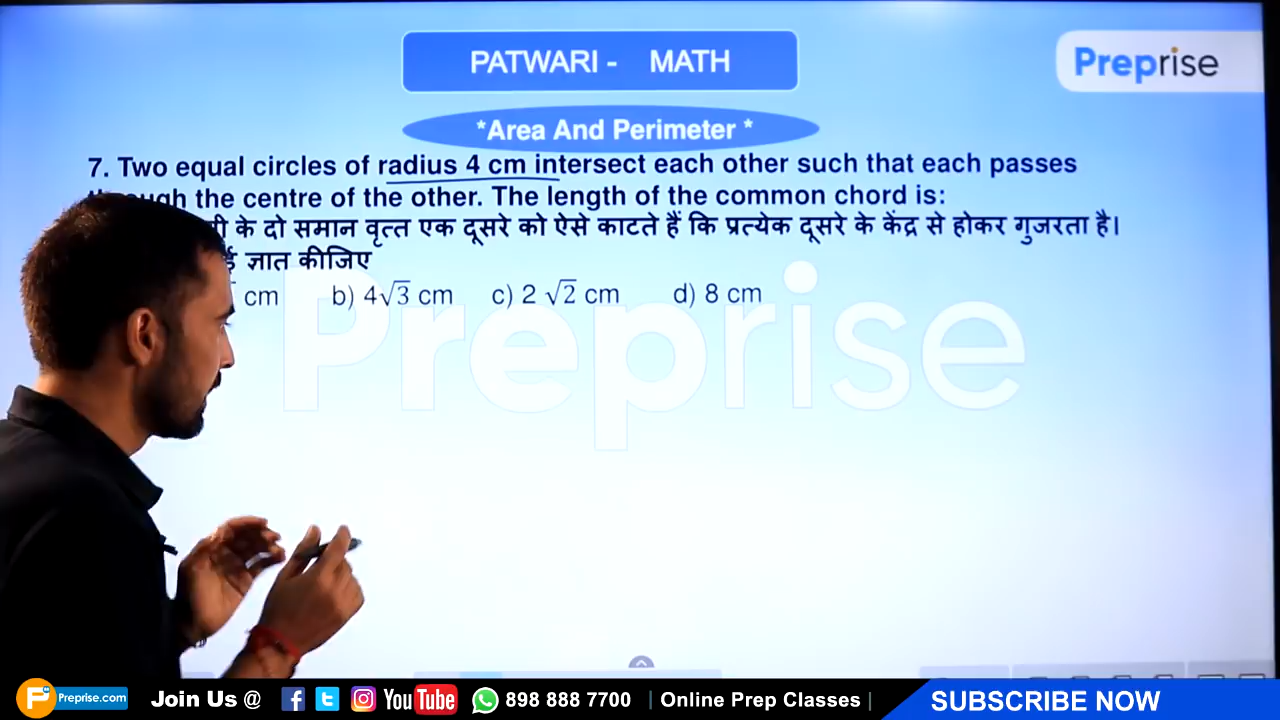 PATWARI - MATH
Preprise
*Area And Perimeter *
7. Two equal circles of radius 4 cm intersect each other such that each passes
through the centre of the other. The length of the common chord is:
के दो समान वृत्त एक दूसरे को ऐसे काटते हैं कि प्रत्येक दूसरे के केंद्र से होकर गुजरता है।
ज्ञात कीजिए
cm b) 4√3 cm c) 2 √2 cm d) 8 cm
Preprise
P Preprise.com Join Us @ f YouTube 898 888 7700 | Online Prep Classes | SUBSCRIBE NOW